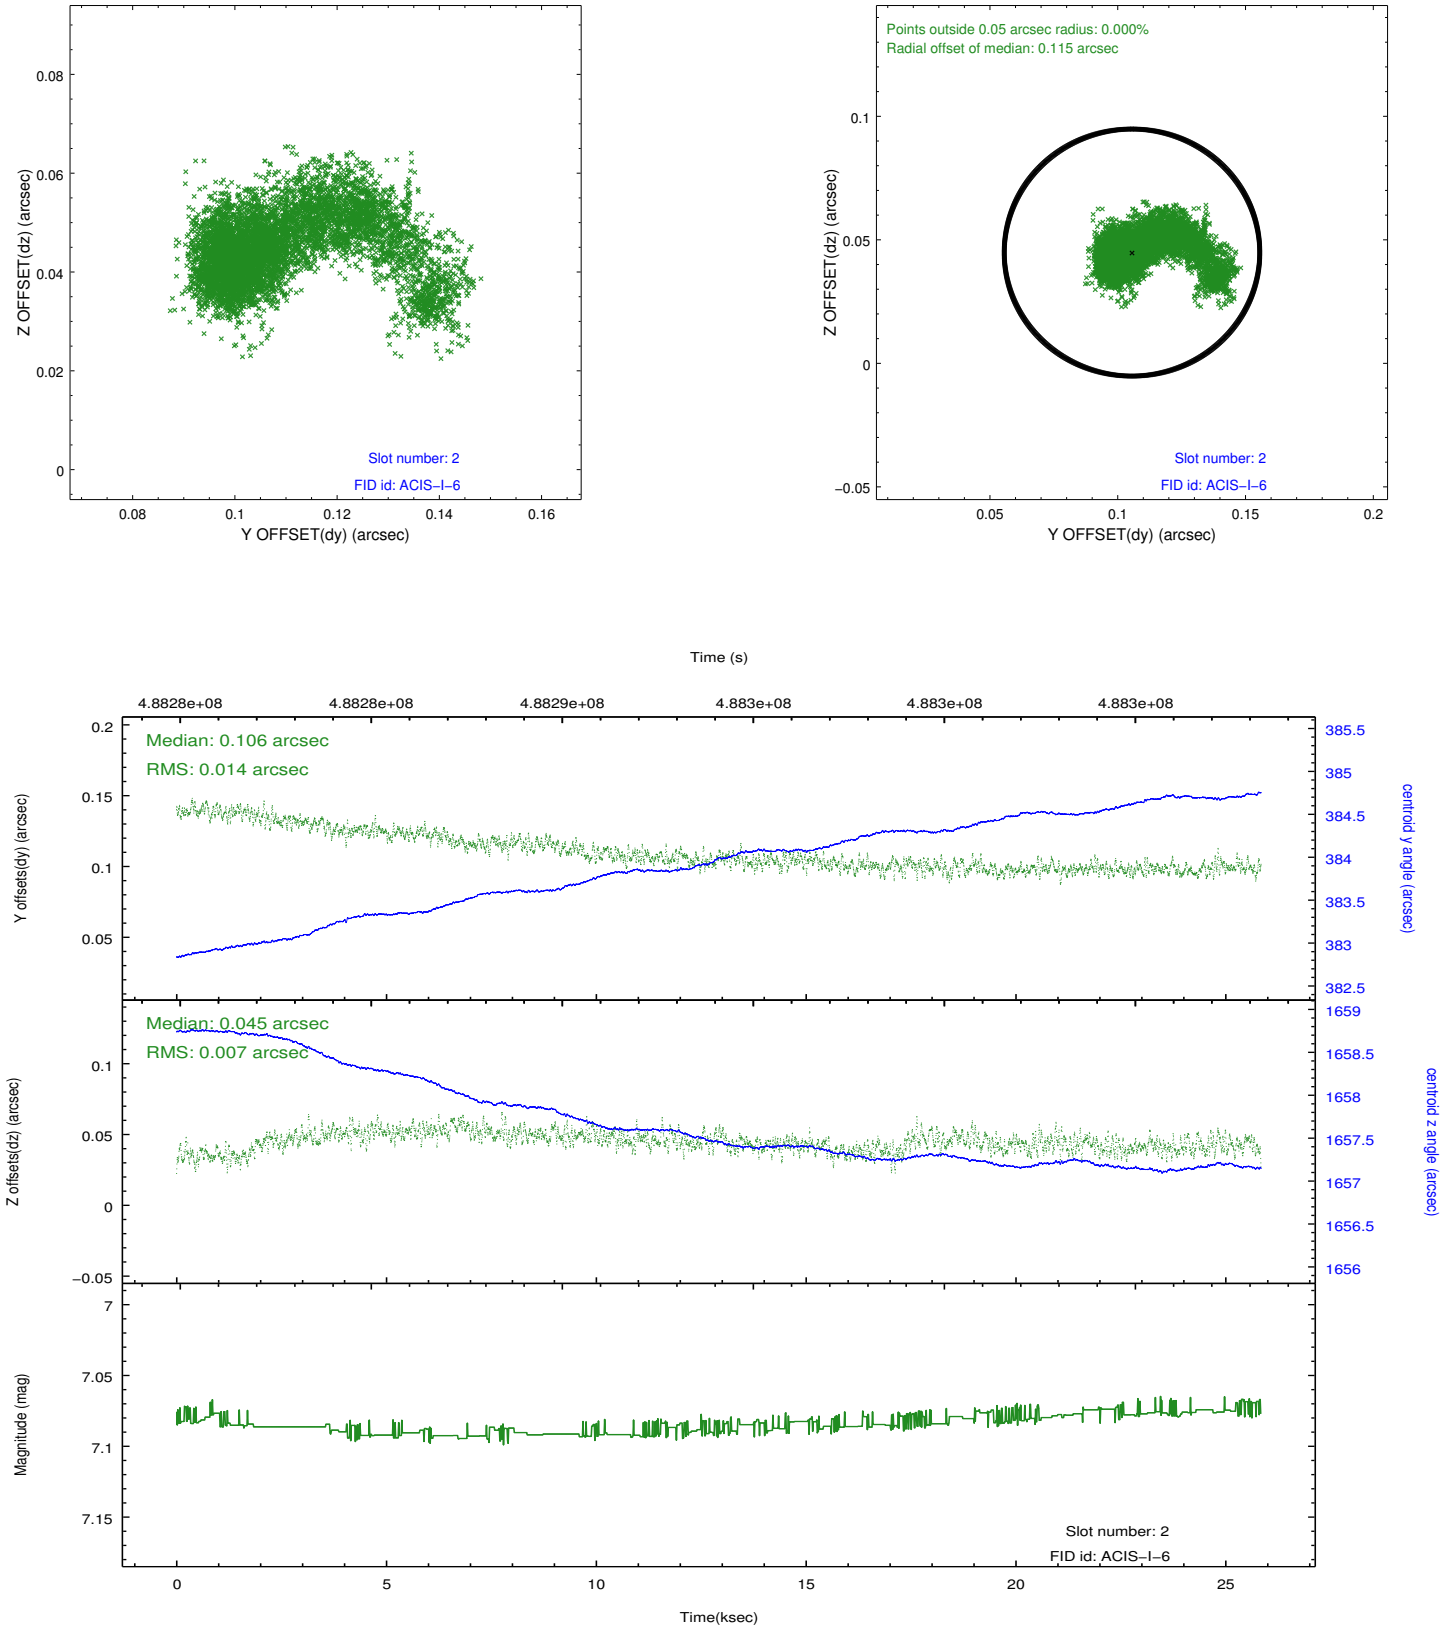 0.08
0.06
0.04
0.02
0
Z OFFSET(dz) (arcsec)
Slot number: 2
FID id: ACIS−I−6
0.08 0.1 0.12 0.14 0.16
Y OFFSET(dy) (arcsec)
Points outside 0.05 arcsec radius: 0.000%
Radial offset of median: 0.115 arcsec
0.1
0.05
0
−0.05
Z OFFSET(dz) (arcsec)
Slot number: 2
FID id: ACIS−I−6
0.05 0.1 0.15 0.2
Y OFFSET(dy) (arcsec)
Time (s)
4.8828e+08 4.8828e+08 4.8829e+08 4.883e+08 4.883e+08 4.883e+08
Median: 0.106 arcsec
RMS: 0.014 arcsec
0.2
0.15
0.1
0.05
Y offsets(dy) (arcsec)
385.5
385
384.5
384
383.5
383
382.5
centroid y angle (arcsec)
Median: 0.045 arcsec
RMS: 0.007 arcsec
0.1
0.05
0
−0.05
Z offsets(dz) (arcsec)
1659
1658.5
1658
1657.5
1657
1656.5
1656
centroid z angle (arcsec)
7
7.05
7.1
7.15
Magnitude (mag)
Slot number: 2
FID id: ACIS−I−6
0 5 10 15 20 25
Time(ksec)